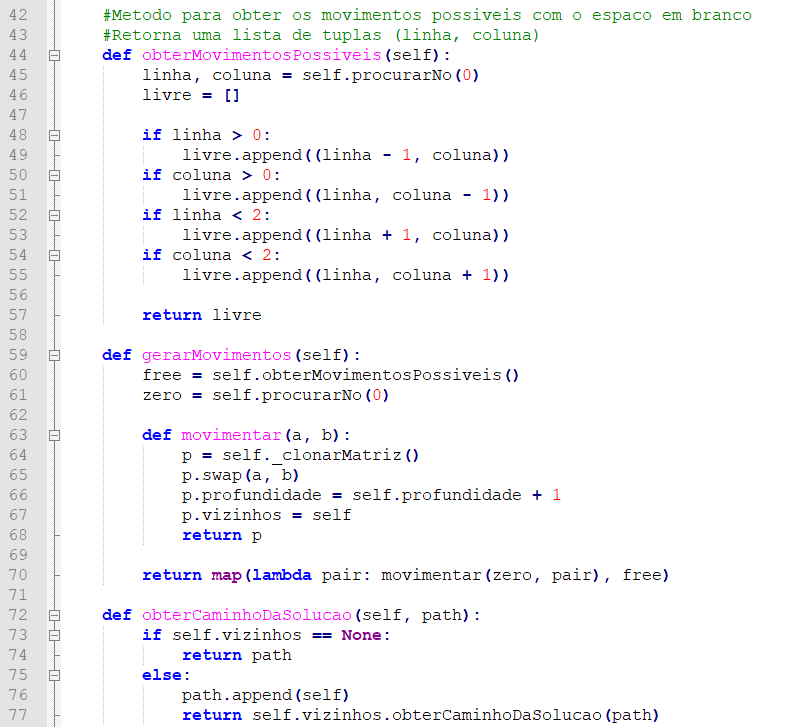 42 #Metodo para obter os movimentos possiveis com o espaco em branco
43 #Retorna uma lista de tuplas (linha, coluna)
44 def obterMovimentosPossiveis(self):
45 linha, coluna = self.procurarNo(0)
46 livre = []
47
48 if linha > 0:
49 livre.append((linha - 1, coluna))
50 if coluna > 0:
51 livre.append((linha, coluna - 1))
52 if linha < 2:
53 livre.append((linha + 1, coluna))
54 if coluna < 2:
55 livre.append((linha, coluna + 1))
56
57 return livre
58
59 def gerarMovimentos(self):
60 free = self.obterMovimentosPossiveis()
61 zero = self.procurarNo(0)
62
63 def movimentar(a, b):
64 p = self._clonarMatriz()
65 p.swap(a, b)
66 p.profundidade = self.profundidade + 1
67 p.vizinhos = self
68 return p
69
70 return map(lambda pair: movimentar(zero, pair), free)
71
72 def obterCaminhoDaSolucao(self, path):
73 if self.vizinhos == None:
74 return path
75 else:
76 path.append(self)
77 return self.vizinhos.obterCaminhoDaSolucao(path)